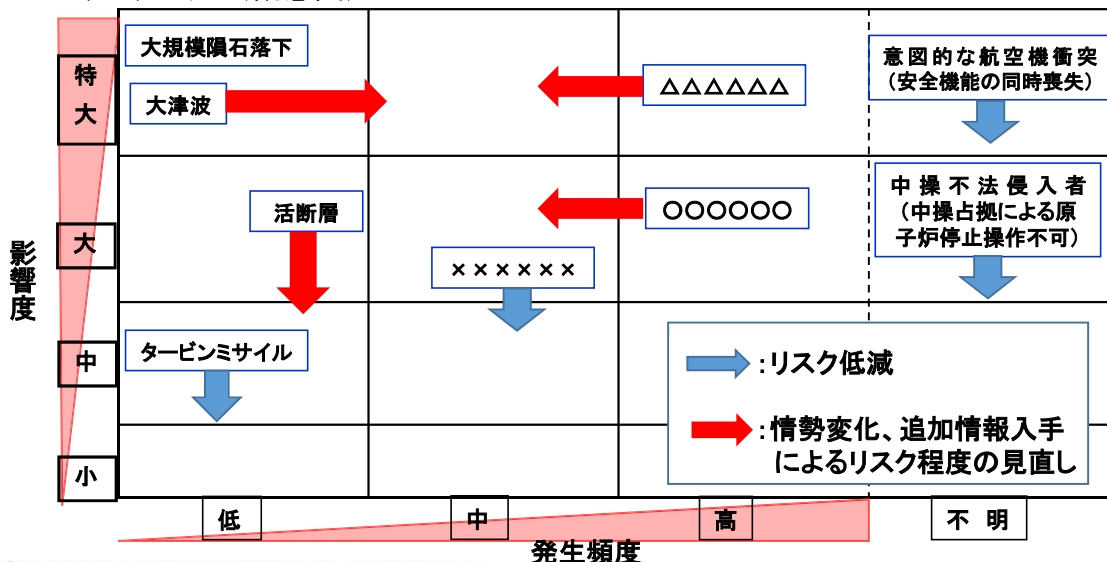 大規模隕石落下
大津波
△△△△△△
意図的な航空機衝突
（安全機能の同時喪失）
特
大
活断層
○○○○○○
中操不法侵入者
（中操占拠による原
子炉停止操作不可）
大
××××××
影響度
タービンミサイル
中
：リスク低減
：情勢変化、追加情報入手
によるリスク程度の見直し
小
低
中
高
不明
発生頻度